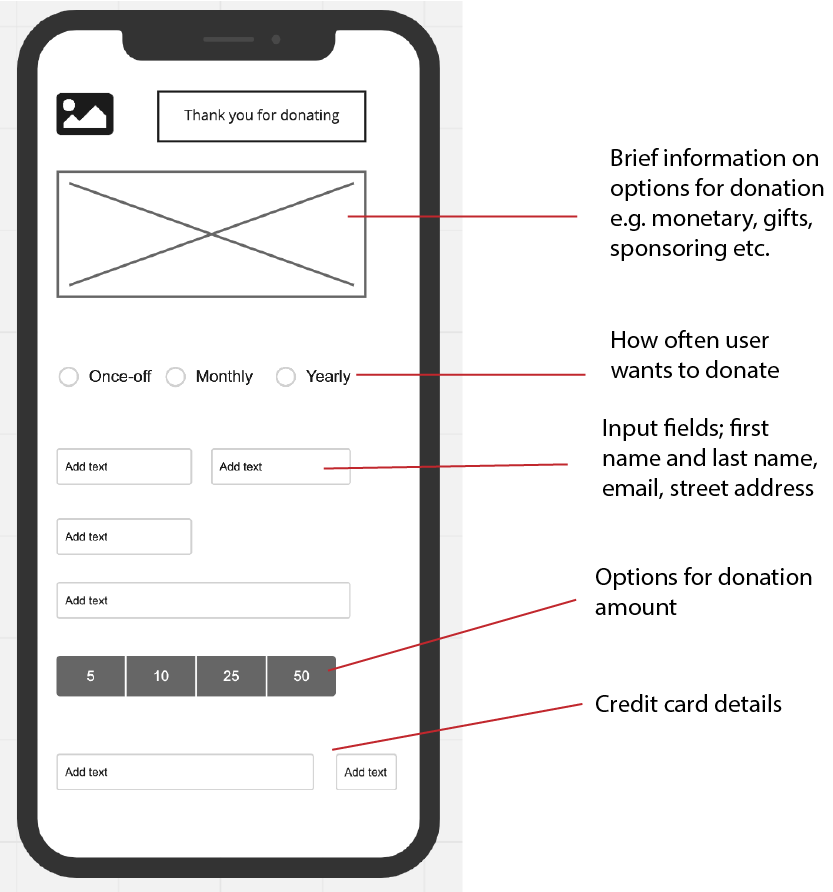 Thank you for donating
Brief information on
options for donation
e.g. monetary, gifts,
sponsoring etc.
Once-off Monthly Yearly
How often user
wants to donate
Add text Add text
Input fields; first
name and last name,
email, street address
Add text
Add text
Options for donation
amount
5 10 25 50
Credit card details
Add text Add text